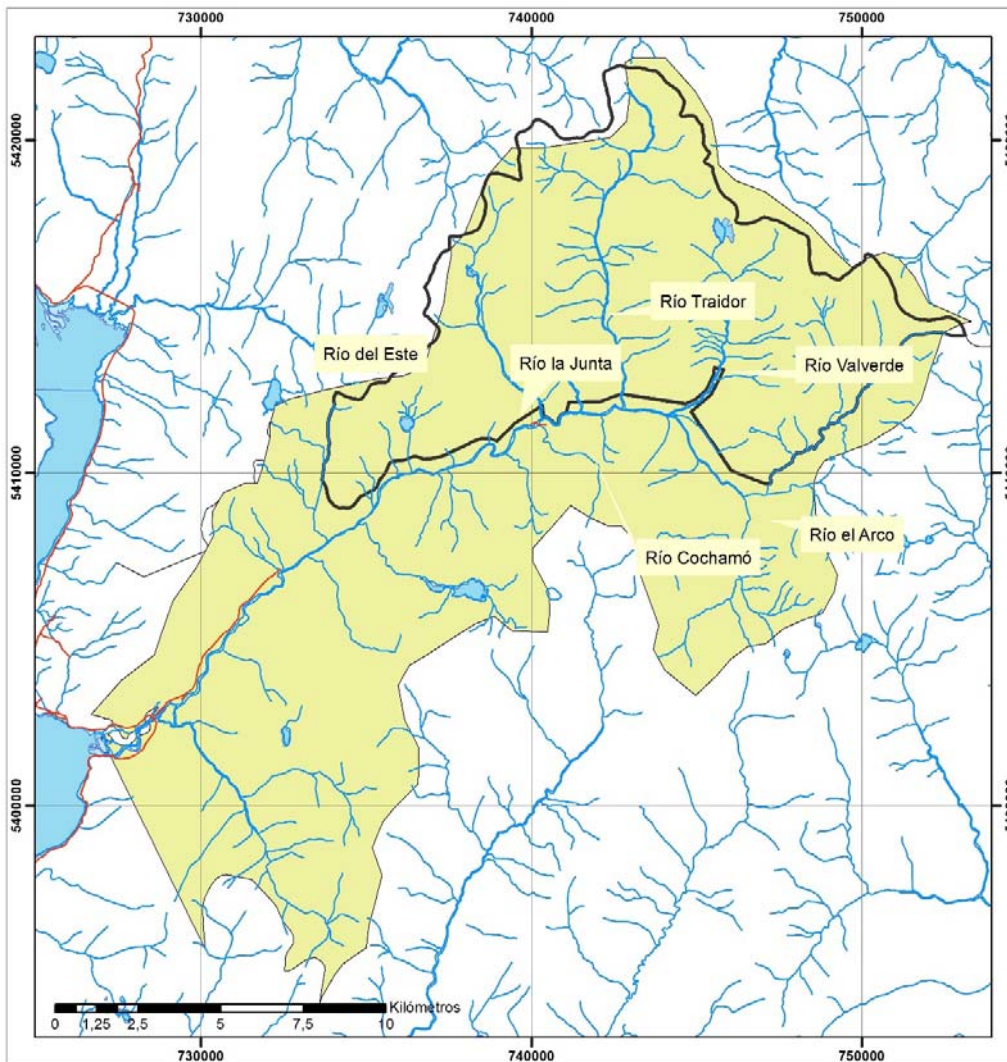 730000
740000
750000
5420000
Río Traidor
Río del Este
Río la Junta
Río Valverde
5410000
Río el Arco
Río Cochamó
5400000
Kilómetros
0
1,25
2,5
5
7,5
10
730000
740000
750000